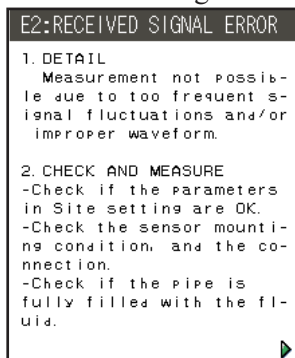 E2:RECEIVED SIGNAL ERROR
1. DETAIL
Measurement not possib-
le due to too frequent s-
ignal fluctuations and/or
improper waveform.
2. CHECK AND MEASURE
-Check if the parameters
in Site setting are OK.
-Check the sensor mounti-
ng condition, and the co-
nnection.
-Check if the pipe is
fully filled with the fl-
uid.